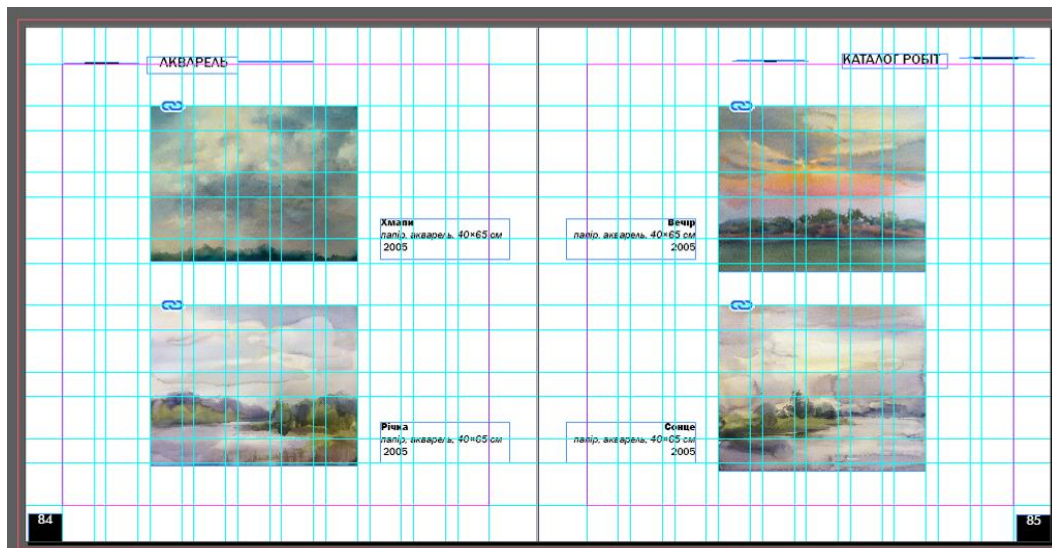 АКВАРЕЛЬ
Хмари
папір, акварель, 40×65 см
2005
Річка
папір, акварель, 40×65 см
2005
84
КАТАЛОГ РОБІТ
Вечір
папір, акварель, 40×65 см
2005
Сонце
папір, акварель, 40×65 см
2005
85